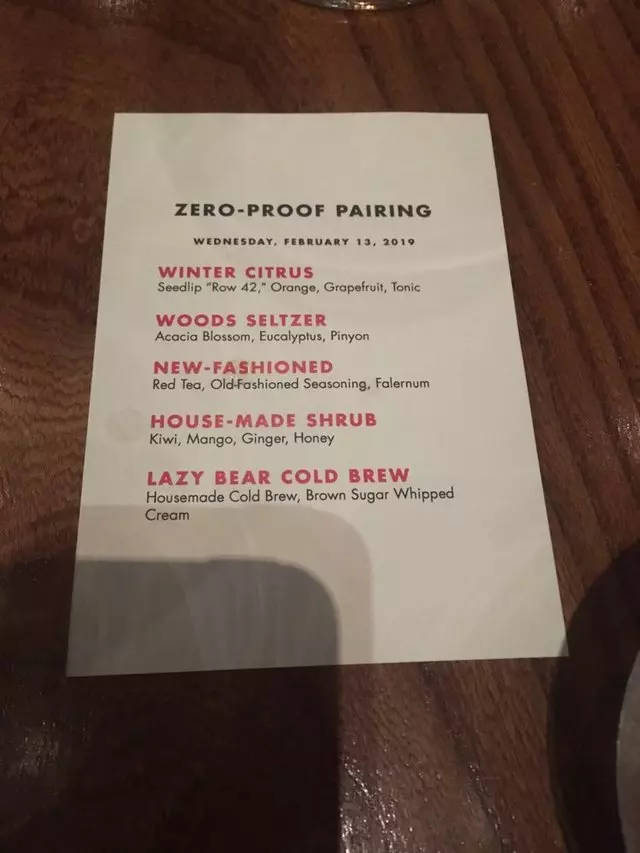 ZERO-PROOF PAIRING
WEDNESDAY, FEBRUARY 13, 2019
WINTER CITRUS
Seedlip "Row 42," Orange, Grapefruit, Tonic
WOODS SELTZER
Acacia Blossom, Eucalyptus, Pinyon
NEW-FASHIONED
Red Tea, Old-Fashioned Seasoning, Falernum
HOUSE-MADE SHRUB
Kiwi, Mango, Ginger, Honey
LAZY BEAR COLD BREW
Housemade Cold Brew, Brown Sugar Whipped
Cream